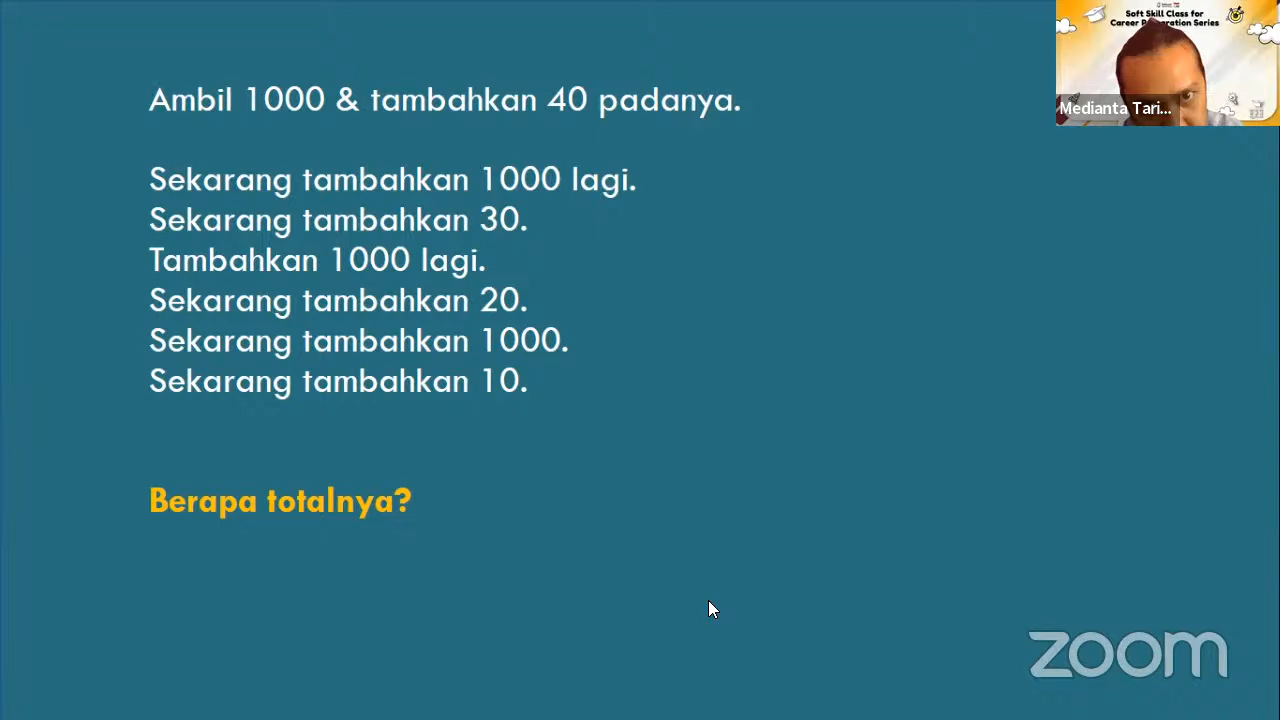 Ambil 1000 & tambahkan 40 padanya.
Sekarang tambahkan 1000 lagi.
Sekarang tambahkan 30.
Tambahkan 1000 lagi.
Sekarang tambahkan 20.
Sekarang tambahkan 1000.
Sekarang tambahkan 10.
Berapa totalnya?
Soft Skill Class for
Career Preparation Series
Medianta Tari...
zoom